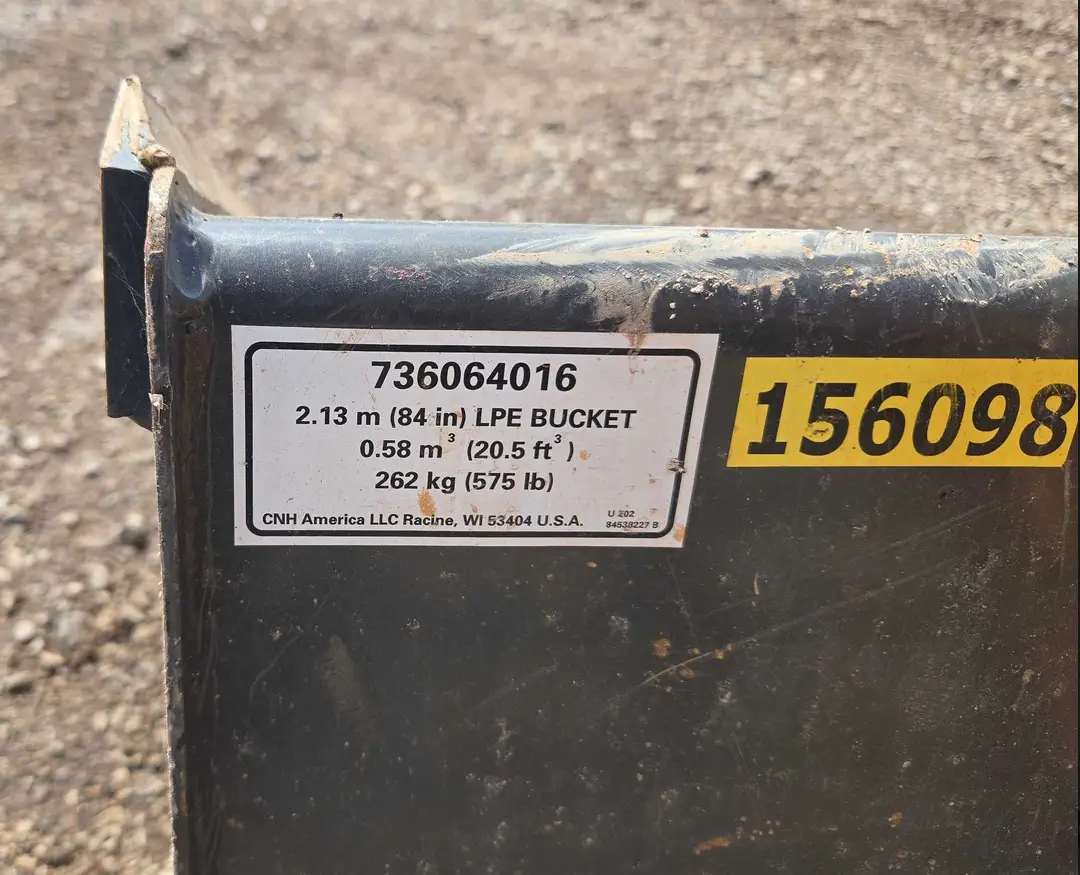 736064016
2.13 m (84 in) LPE BUCKET
0.58 m³ (20.5 ft³)
262 kg (575 lb)
CNH America LLC Racine, WI 53404 U.S.A.
U 202
84538227 B
156098